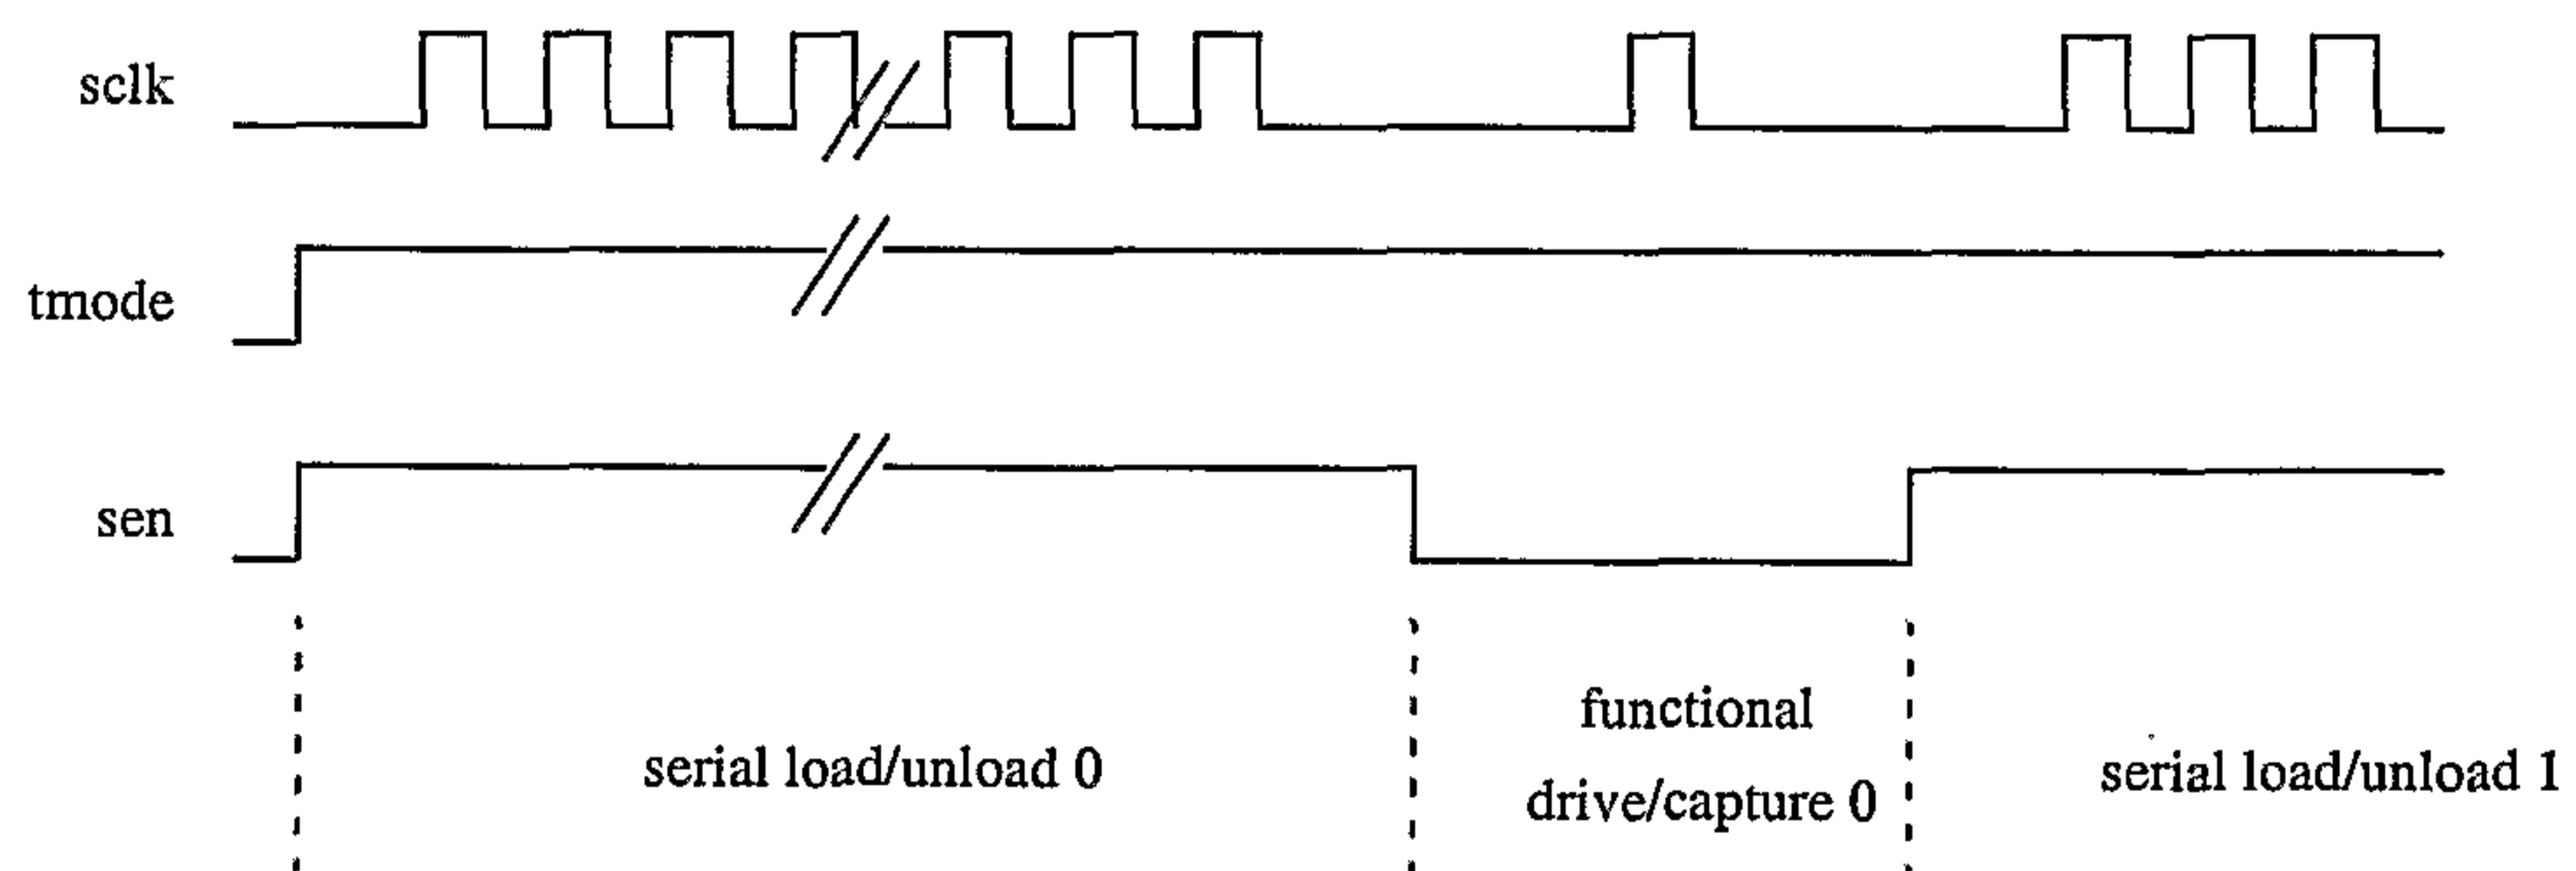 sclk
tmode
sen
serial load/unload 0
functional
drive/capture 0
serial load/unload 1